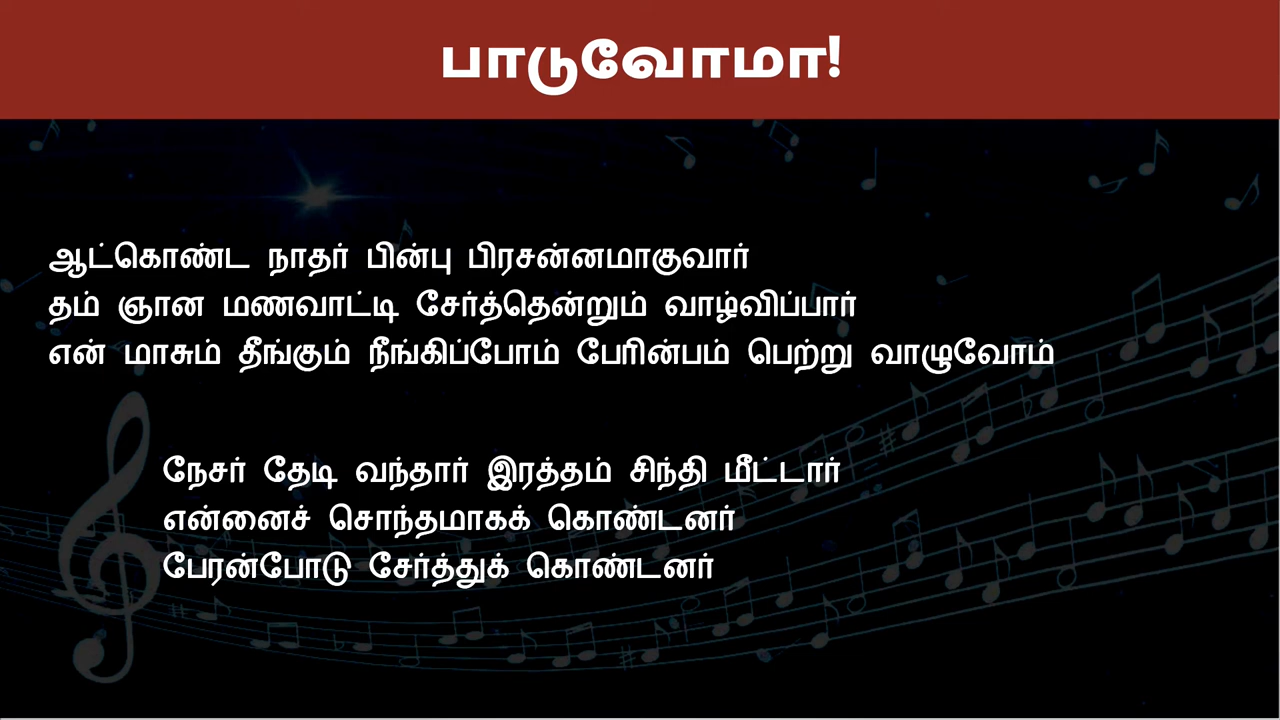 பாடுவோமா!
ஆட்கொண்ட நாதர் பின்பு பிரசன்னமாகுவார்
தம் ஞான மணவாட்டி சேர்த்தென்றும் வாழ்விப்பார்
என் மாசும் தீங்கும் நீங்கிப்போம் பேரின்பம் பெற்று வாழுவோம்
நேசர் தேடி வந்தார் இரத்தம் சிந்தி மீட்டார்
என்னைச் சொந்தமாகக் கொண்டனர்
பேரன்போடு சேர்த்துக் கொண்டனர்